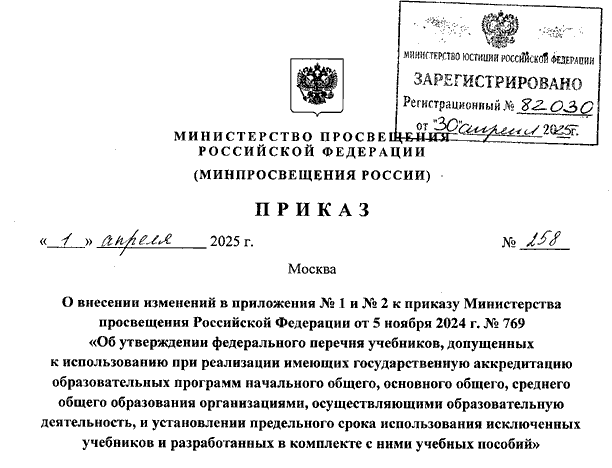 МИНИСТЕРСТВО ЮСТИЦИИ РОССИЙСКОЙ ФЕДЕРАЦИИ
ЗАРЕГИСТРИРОВАНО
Регистрационный № 82030
от "30" апреля 2025г.
МИНИСТЕРСТВО ПРОСВЕЩЕНИЯ
РОССИЙСКОЙ ФЕДЕРАЦИИ
(МИНПРОСВЕЩЕНИЯ РОССИИ)
ПРИКАЗ
« 1 » апреля 2025 г. № 258
Москва
О внесении изменений в приложения № 1 и № 2 к приказу Министерства
просвещения Российской Федерации от 5 ноября 2024 г. № 769
«Об утверждении федерального перечня учебников, допущенных
к использованию при реализации имеющих государственную аккредитацию
образовательных программ начального общего, основного общего, среднего
общего образования организациями, осуществляющими образовательную
деятельность, и установлении предельного срока использования исключенных
учебников и разработанных в комплекте с ними учебных пособий»